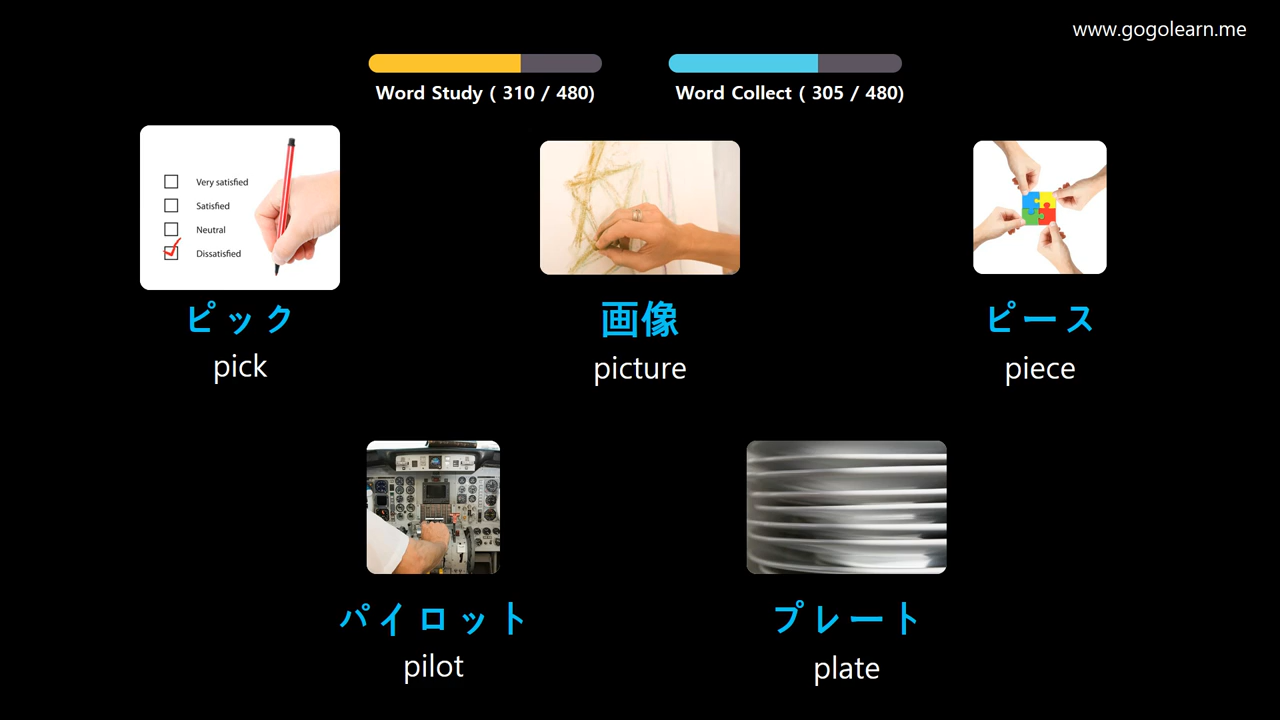 www.gogolearn.me
Word Study ( 310 / 480)
Word Collect ( 305 / 480)
Very satisfied
Satisfied
Neutral
Dissatisfied
ピック
pick
画像
picture
ピース
piece
パイロット
pilot
プレート
plate